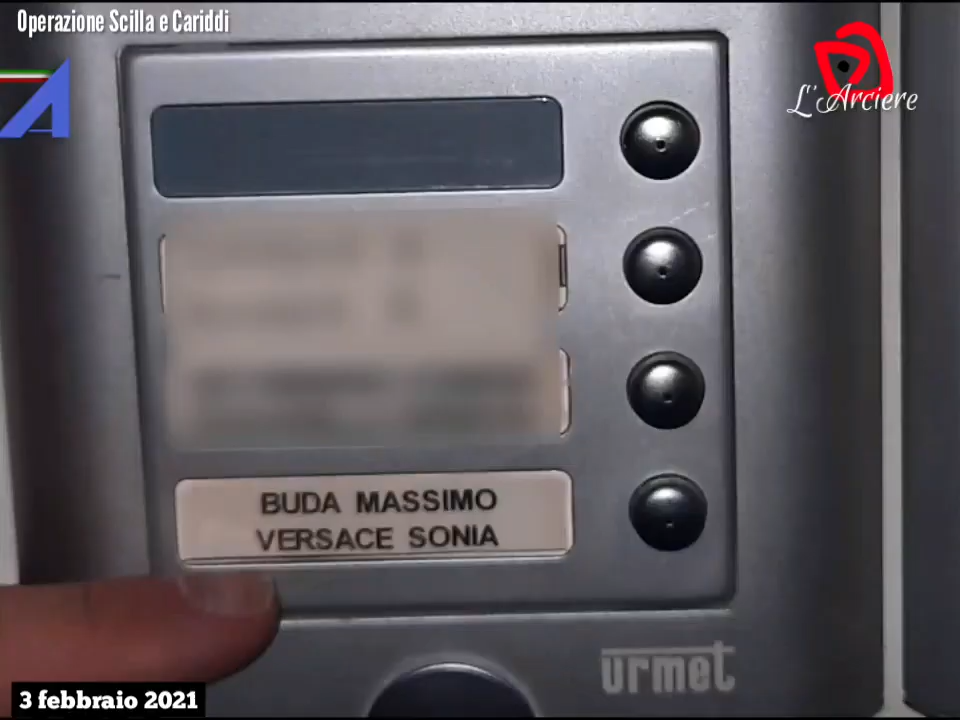 Operazione Scilla e Cariddi
L'Arciere
BUDA MASSIMO
VERSACE SONIA
urmet
3 febbraio 2021